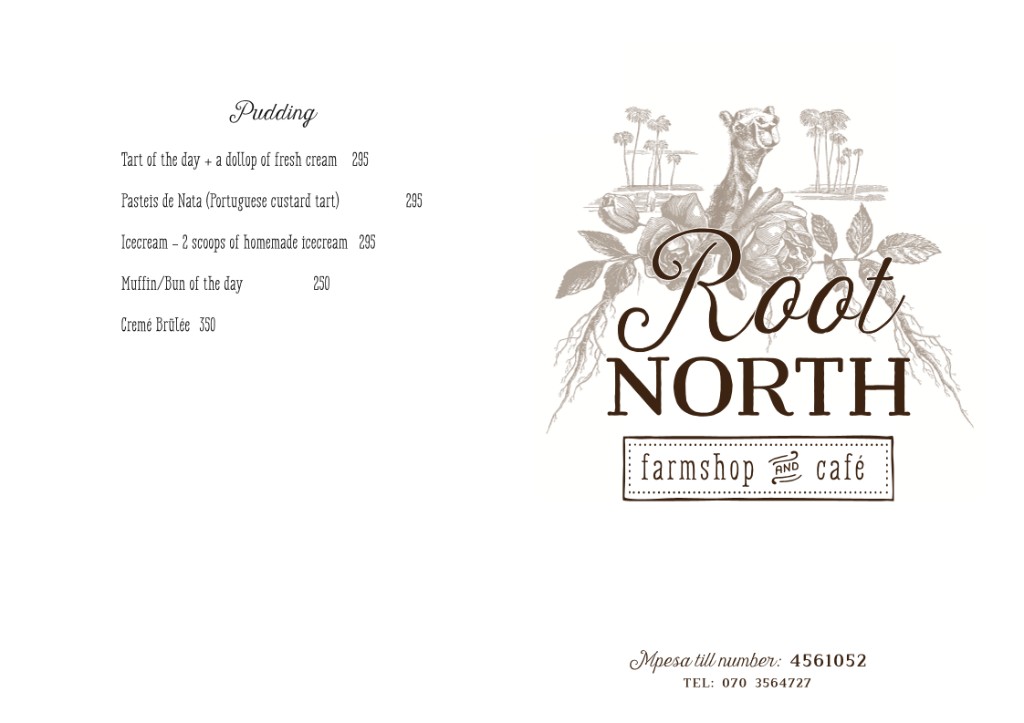 Pudding
Tart of the day + a dollop of fresh cream 295
Pasteis de Nata (Portuguese custard tart) 295
Icecream – 2 scoops of homemade icecream 295
Muffin/Bun of the day 250
Cremé Brűlée 350
Root
NORTH
farmshop AND café
Mpesa till number: 4561052
TEL: 070 3564727